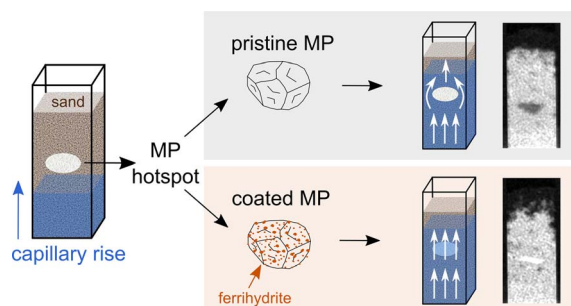 sand
capillary rise
MP
hotspot
pristine MP
coated MP
ferrihydrite